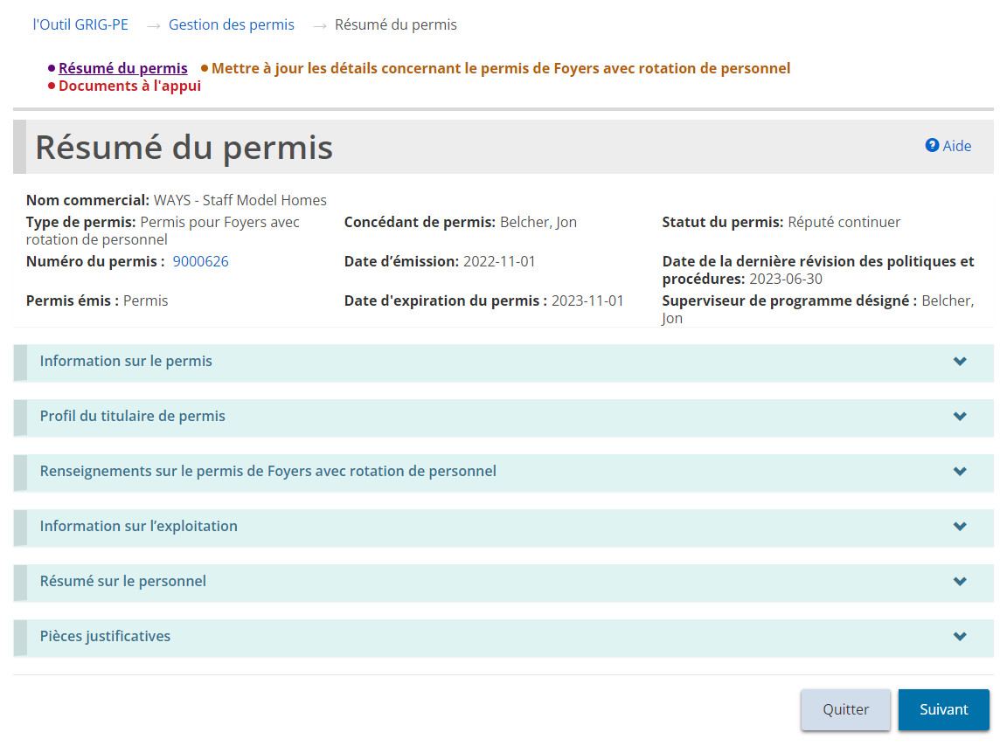 l'Outil GRIG-PE → Gestion des permis → Résumé du permis
• Résumé du permis • Mettre à jour les détails concernant le permis de Foyers avec rotation de personnel
• Documents à l'appui
Résumé du permis
? Aide
Nom commercial: WAYS - Staff Model Homes
Type de permis: Permis pour Foyers avec rotation de personnel
Concédant de permis: Belcher, Jon
Statut du permis: Réputé continuer
Numéro du permis : 9000626
Date d’émission: 2022-11-01
Date de la dernière révision des politiques et procédures: 2023-06-30
Permis émis : Permis
Date d'expiration du permis : 2023-11-01
Superviseur de programme désigné : Belcher, Jon
Information sur le permis
Profil du titulaire de permis
Renseignements sur le permis de Foyers avec rotation de personnel
Information sur l’exploitation
Résumé sur le personnel
Pièces justificatives
Quitter
Suivant